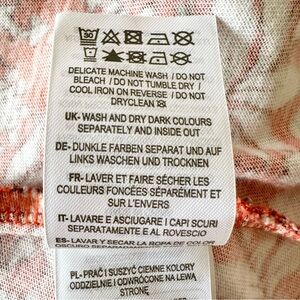 30
DELICATE MACHINE WASH / DO NOT
BLEACH / DO NOT TUMBLE DRY /
COOL IRON ON REVERSE / DO NOT
DRYCLEAN
UK- WASH AND DRY DARK COLOURS
SEPARATELY AND INSIDE OUT
DE- DUNKLE FARBEN SEPARAT UND AUF
LINKS WASCHEN UND TROCKNEN
FR- LAVER ET FAIRE SÉCHER LES
COULEURS FONCÉES SÉPARÉMENT ET
SUR L'ENVERS
IT- LAVARE E ASCIUGARE I CAPI SCURI
SEPARATAMENTE E AL ROVESCIO
ES- LAVAR Y SECAR LA ROPA DE COLOR
OSCURO SEPARADAMENTE
PL- PRAĆ I SUSZYĆ CIEMNE KOLORY
ODDZIELNIE I ODWRÓCONE NA LEWĄ
STRONĘ